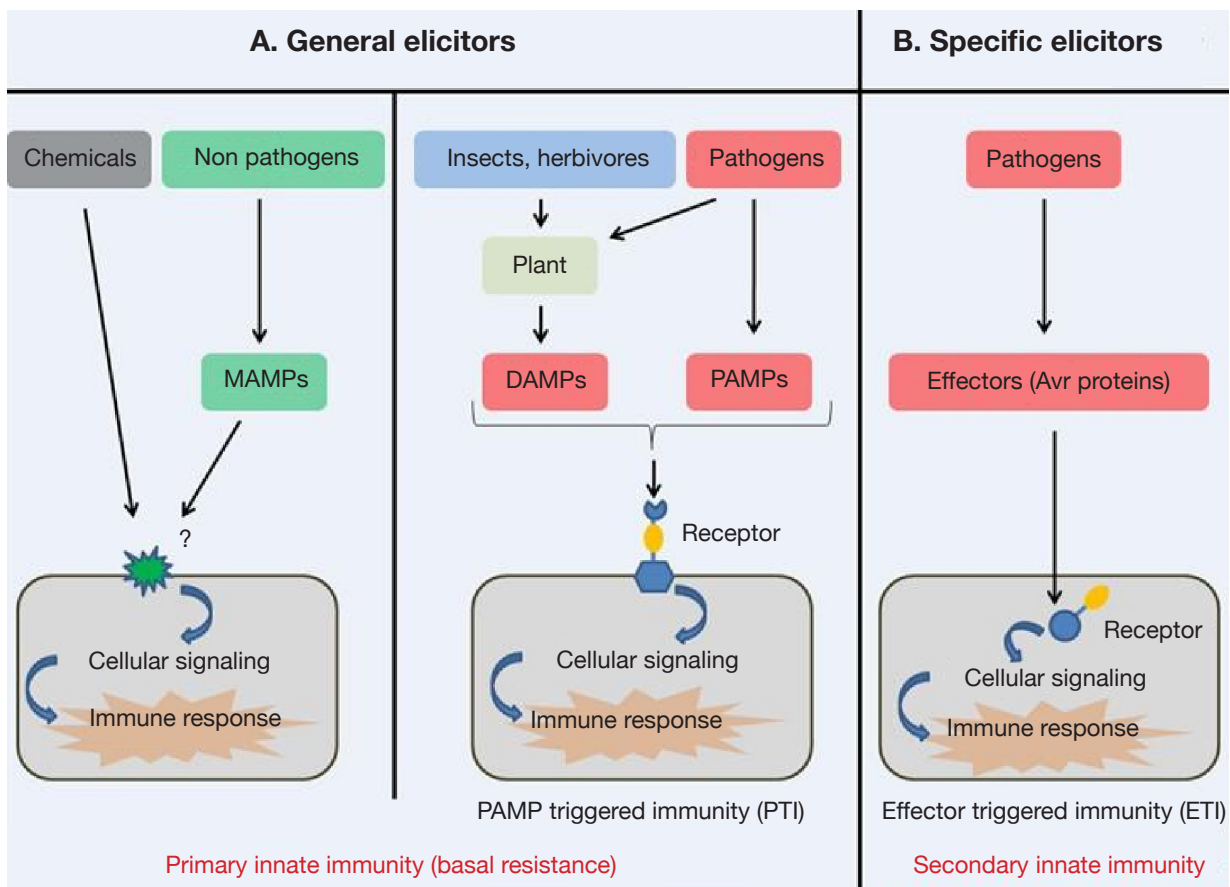 A. General elicitors
B. Specific elicitors
Chemicals
Non pathogens
Insects, herbivores
Pathogens
Pathogens
Plant
MAMPs
DAMPs
PAMPs
Effectors (Avr proteins)
?
Receptor
Receptor
Cellular signaling
Immune response
Cellular signaling
Immune response
Cellular signaling
Immune response
PAMP triggered immunity (PTI)
Effector triggered immunity (ETI)
Primary innate immunity (basal resistance)
Secondary innate immunity